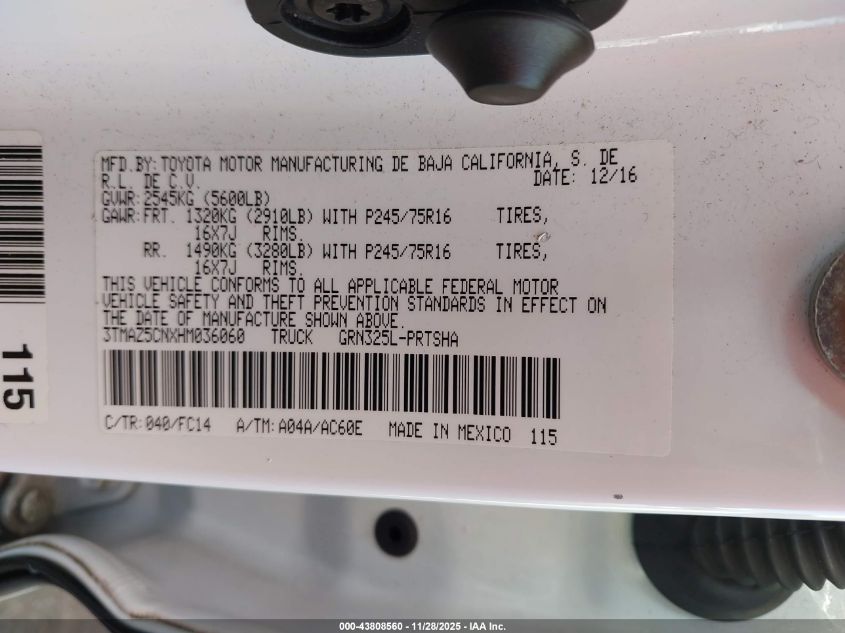 MFD.BY:TOYOTA MOTOR MANUFACTURING DE BAJA CALIFORNIA, S. DE
R.L. DE C.V. DATE: 12/16
GVWR:2545KG (5600LB)
GAWR:FRT. 1320KG (2910LB) WITH P245/75R16 TIRES,
16X7J RIMS.
RR. 1490KG (3280LB) WITH P245/75R16 TIRES,
16X7J RIMS.
THIS VEHICLE CONFORMS TO ALL APPLICABLE FEDERAL MOTOR
VEHICLE SAFETY AND THEFT PREVENTION STANDARDS IN EFFECT ON
THE DATE OF MANUFACTURE SHOWN ABOVE.
3TMAZ5CNXHM036060 TRUCK GRN325L-PRTSHA
C/TR:040/FC14 A/TM:A04A/AC60E MADE IN MEXICO 115
115
000-43808560 - 11/28/2025 - IAA Inc.